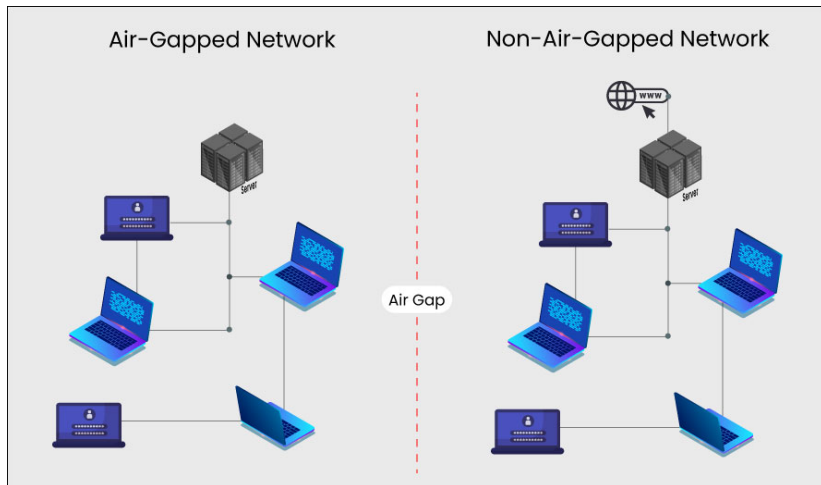 Air-Gapped Network
Non-Air-Gapped Network
www
Server
Server
Air Gap